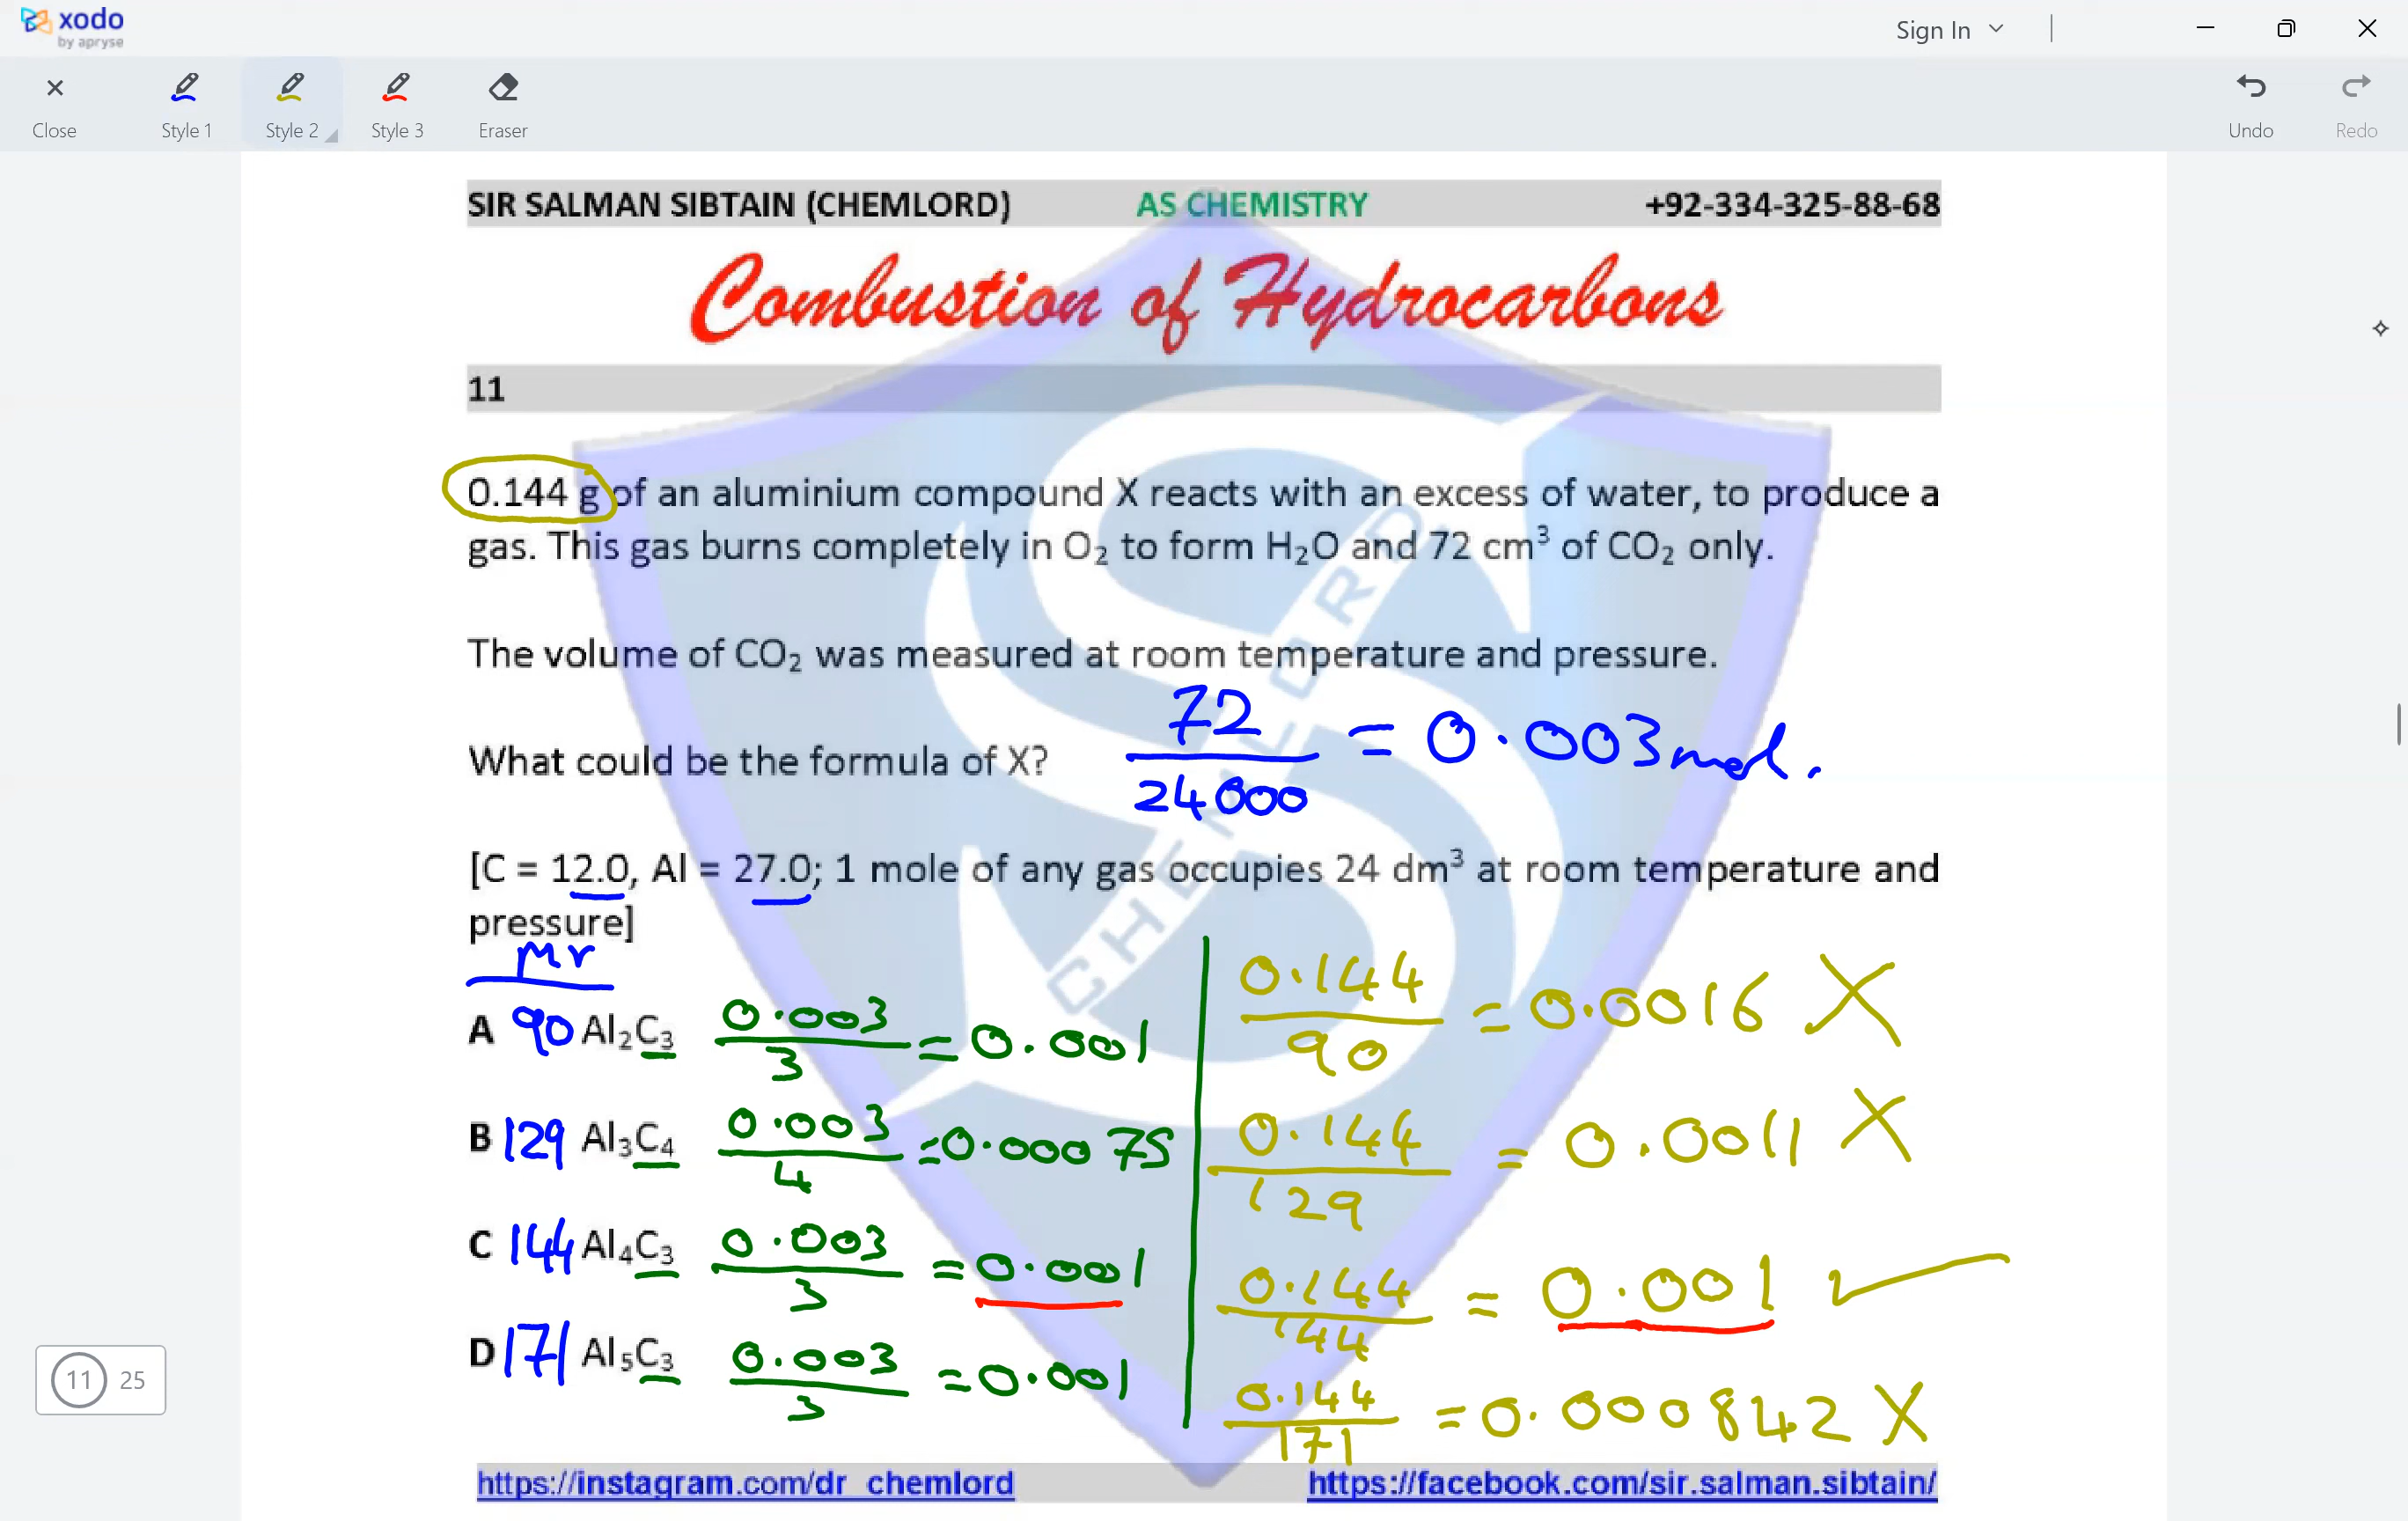 xodo
by apryse
Sign In
Close
Style 1
Style 2
Style 3
Eraser
Undo
Redo
SIR SALMAN SIBTAIN (CHEMLORD) AS CHEMISTRY +92-334-325-88-68
Combustion of Hydrocarbons
11
0.144 g of an aluminium compound X reacts with an excess of water, to produce a
gas. This gas burns completely in O₂ to form H₂O and 72 cm³ of CO₂ only.
The volume of CO₂ was measured at room temperature and pressure.
What could be the formula of X?
72/24000 = 0.003 mol.
[C = 12.0, Al = 27.0; 1 mole of any gas occupies 24 dm³ at room temperature and
pressure]
Mr
A 90 Al₂C₃ 0.003/3 = 0.001 0.144/90 = 0.0016 X
B 129 Al₃C₄ 0.003/4 = 0.00075 0.144/129 = 0.0011 X
C 144 Al₄C₃ 0.003/3 = 0.001 0.144/144 = 0.001 ✓
D 171 Al₅C₃ 0.003/3 = 0.001 0.144/171 = 0.000842 X
CHEMLORD
11 25
https://instagram.com/dr_chemlord https://facebook.com/sir.salman.sibtain/